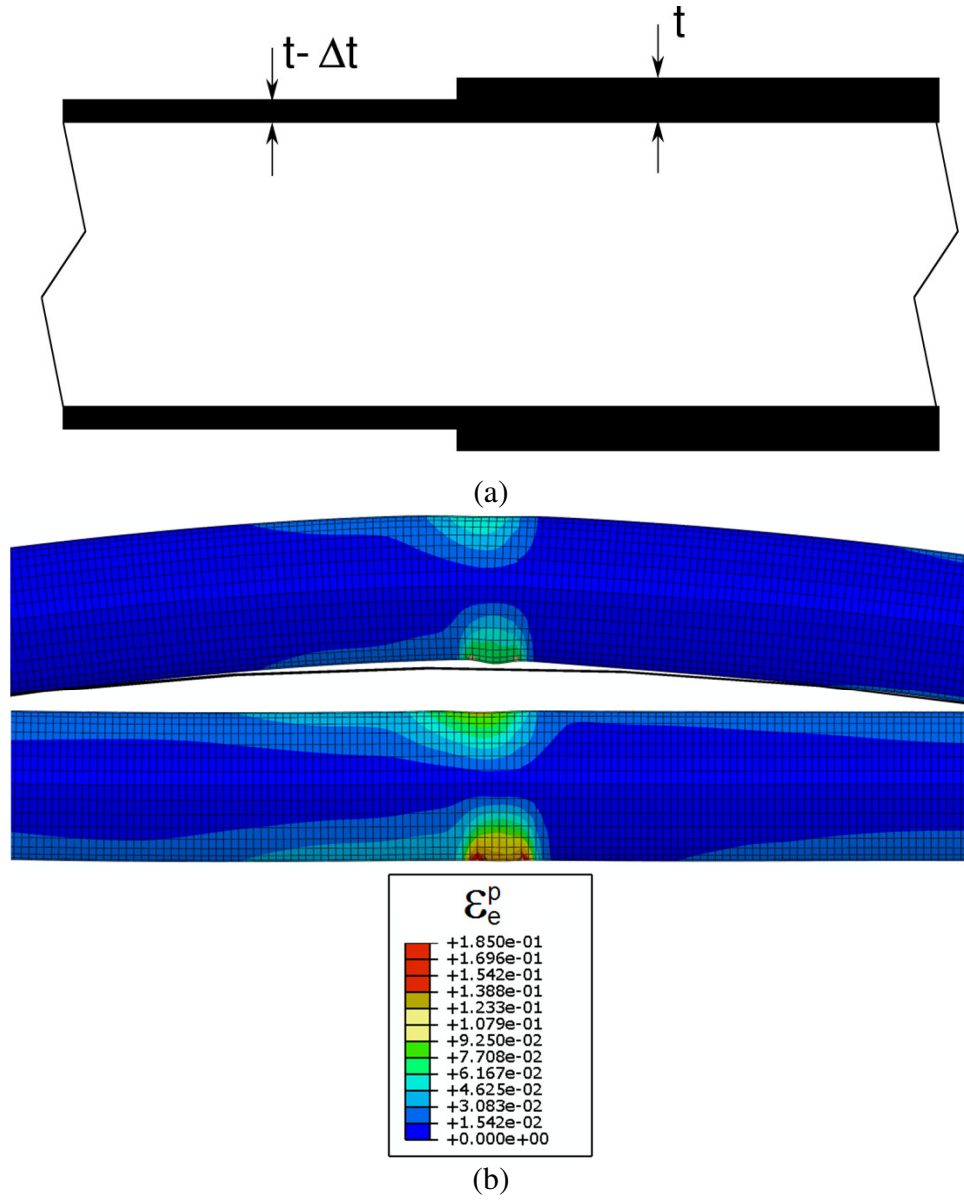 t
t- Δt
(a)
εₑᵖ
+1.850e-01
+1.696e-01
+1.542e-01
+1.388e-01
+1.233e-01
+1.079e-01
+9.250e-02
+7.708e-02
+6.167e-02
+4.625e-02
+3.083e-02
+1.542e-02
+0.000e+00
(b)